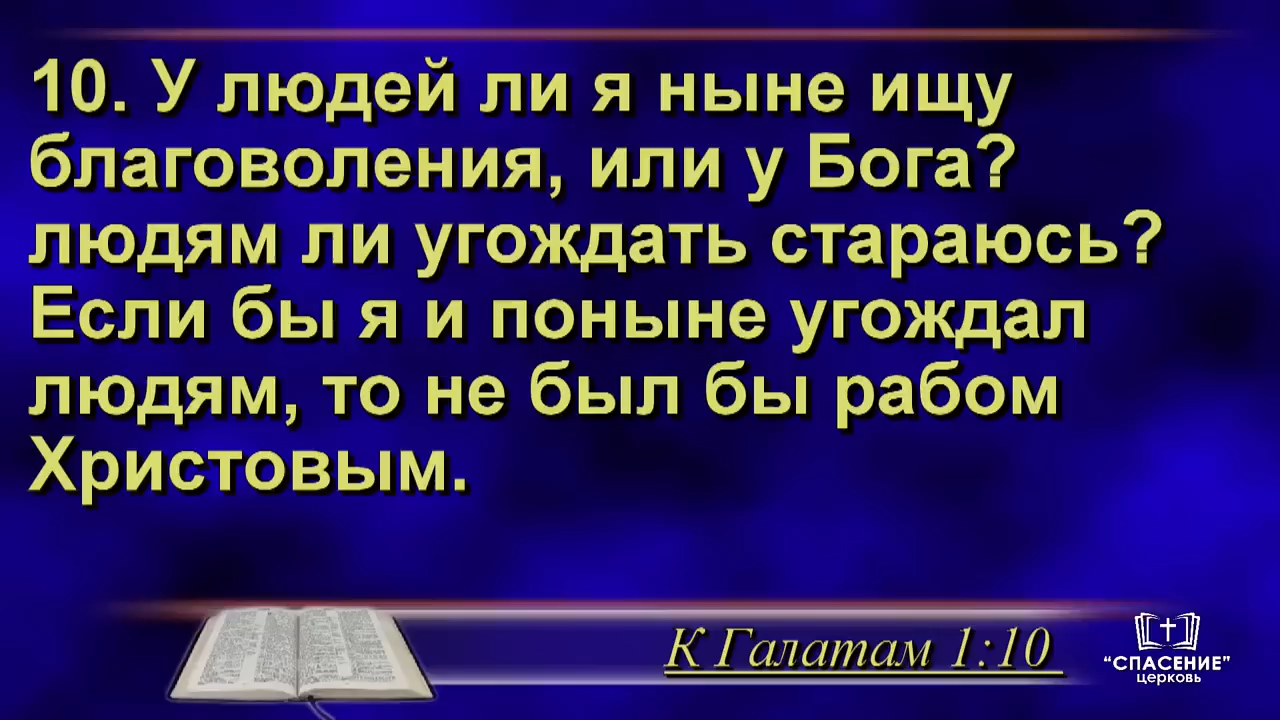 10. У людей ли я ныне ищу
благоволения, или у Бога?
людям ли угождать стараюсь?
Если бы я и поныне угождал
людям, то не был бы рабом
Христовым.
К Галатам 1:10
“СПАСЕНИЕ”
церковь